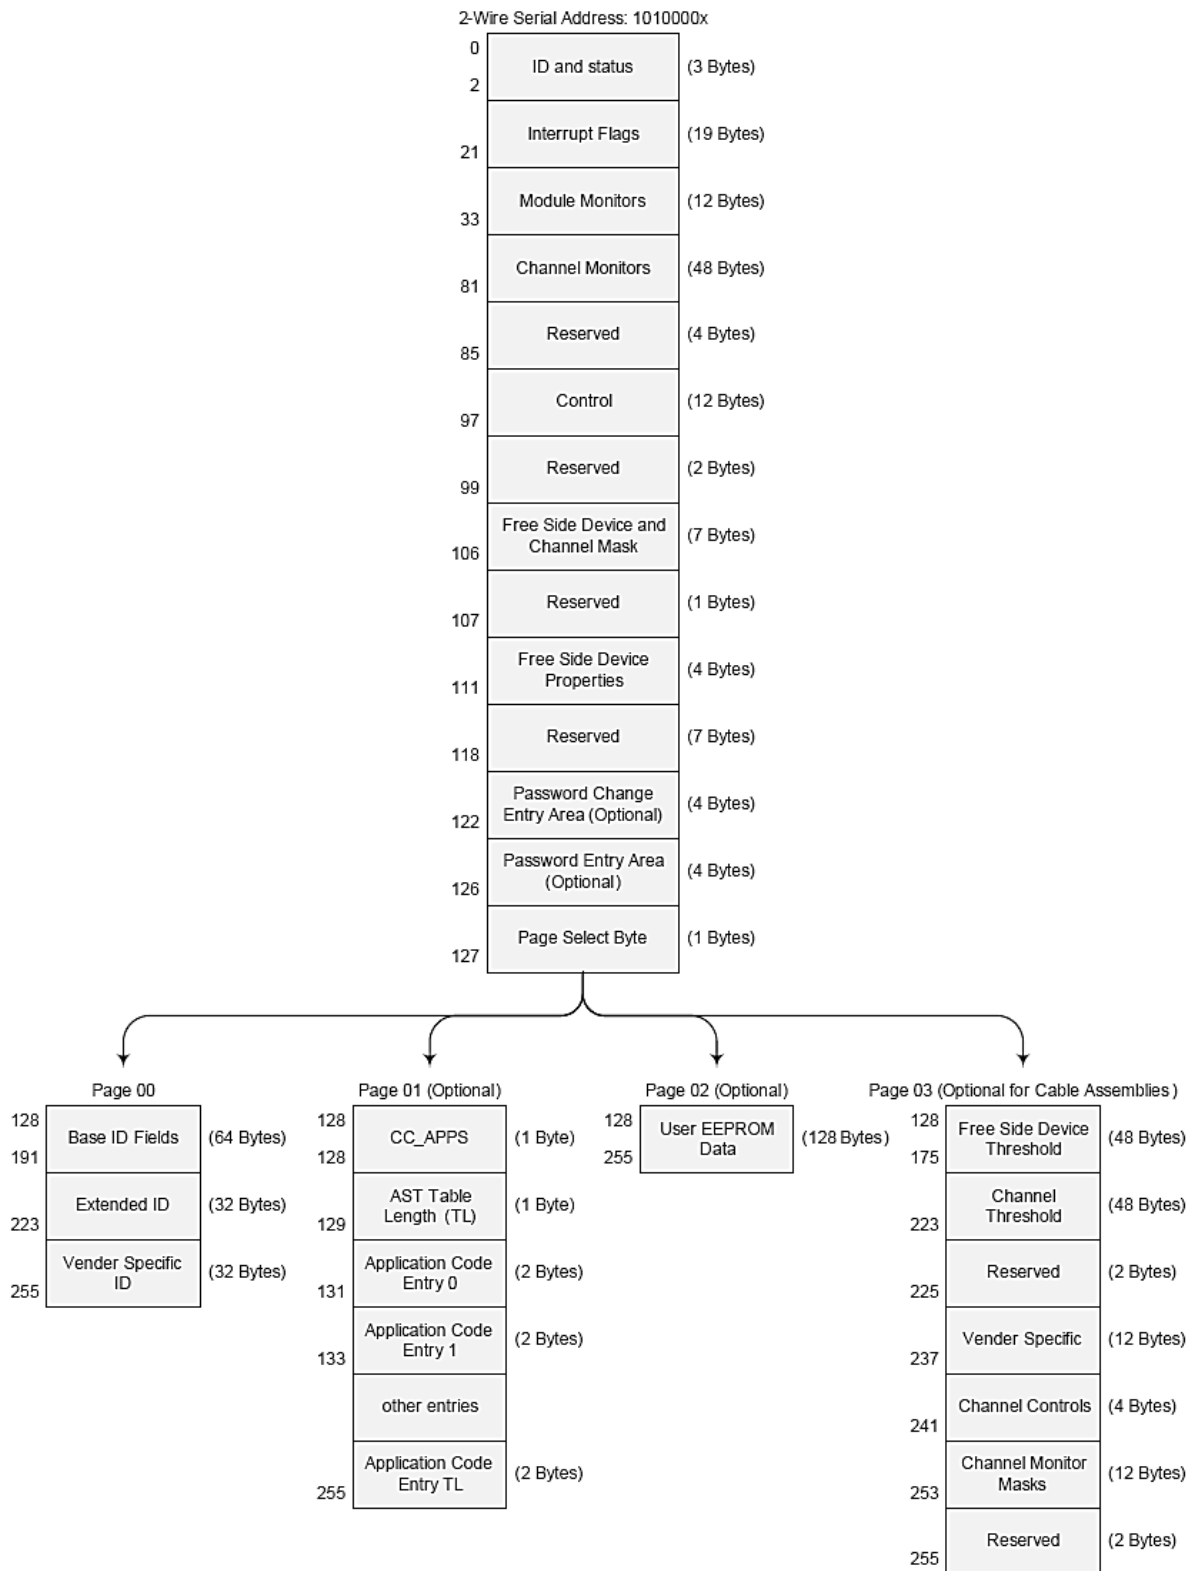 2-Wire Serial Address: 1010000x
0
ID and status (3 Bytes)
2
Interrupt Flags (19 Bytes)
21
Module Monitors (12 Bytes)
33
Channel Monitors (48 Bytes)
81
Reserved (4 Bytes)
85
Control (12 Bytes)
97
Reserved (2 Bytes)
99
Free Side Device and
Channel Mask
(7 Bytes)
106
Reserved (1 Bytes)
107
Free Side Device
Properties
(4 Bytes)
111
Reserved (7 Bytes)
118
Password Change
Entry Area (Optional)
(4 Bytes)
122
Password Entry Area
(Optional)
(4 Bytes)
126
Page Select Byte (1 Bytes)
127
Page 00
128
Base ID Fields (64 Bytes)
191
Extended ID (32 Bytes)
223
Vender Specific
ID
(32 Bytes)
255
Page 01 (Optional)
128
CC_APPS (1 Byte)
128
AST Table
Length (TL)
(1 Byte)
129
Application Code
Entry 0
(2 Bytes)
131
Application Code
Entry 1
(2 Bytes)
133
other entries
Application Code
Entry TL
(2 Bytes)
255
Page 02 (Optional)
128
User EEPROM
Data
(128 Bytes)
255
Page 03 (Optional for Cable Assemblies)
128
Free Side Device
Threshold
(48 Bytes)
175
Channel
Threshold
(48 Bytes)
223
Reserved (2 Bytes)
225
Vender Specific (12 Bytes)
237
Channel Controls (4 Bytes)
241
Channel Monitor
Masks
(12 Bytes)
253
Reserved (2 Bytes)
255